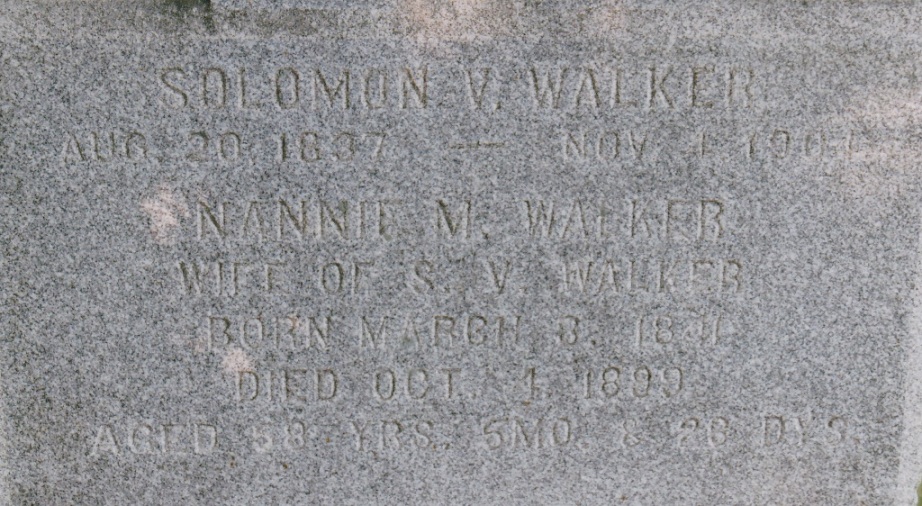 SOLOMON V. WALKER
AUG 20 1837 — NOV
NANNIE M. WALKER
WIFE OF S. V. WALKER
BORN MARCH 3, 1841
DIED OCT. 1 1899
AGED 58 YRS. 6MO. & 28 DYS.